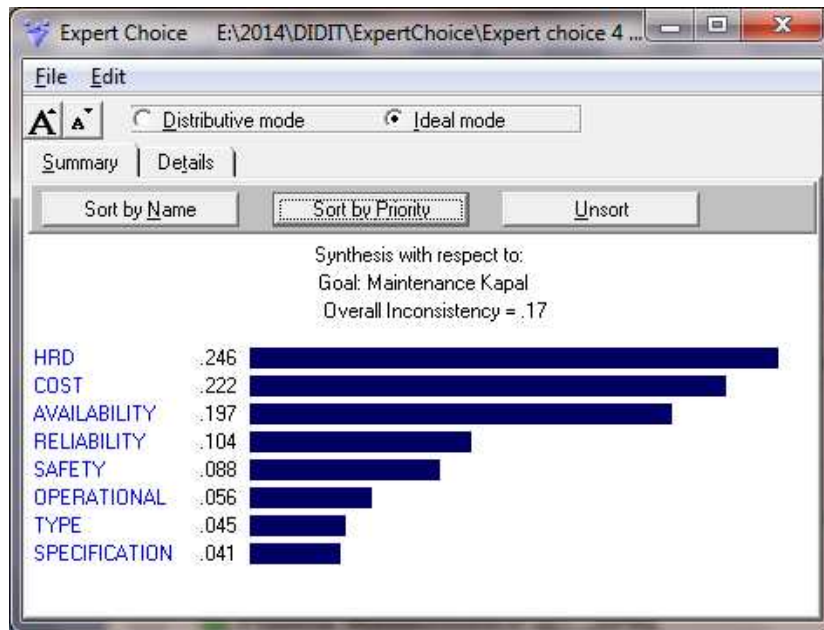 Expert Choice E:\2014\DIDIT\ExpertChoice\Expert choice 4 ...
File Edit
A A Distributive mode Ideal mode
Summary Details
Sort by Name Sort by Priority Unsort
Synthesis with respect to:
Goal: Maintenance Kapal
Overall Inconsistency = .17
HRD .246
COST .222
AVAILABILITY .197
RELIABILITY .104
SAFETY .088
OPERATIONAL .056
TYPE .045
SPECIFICATION .041